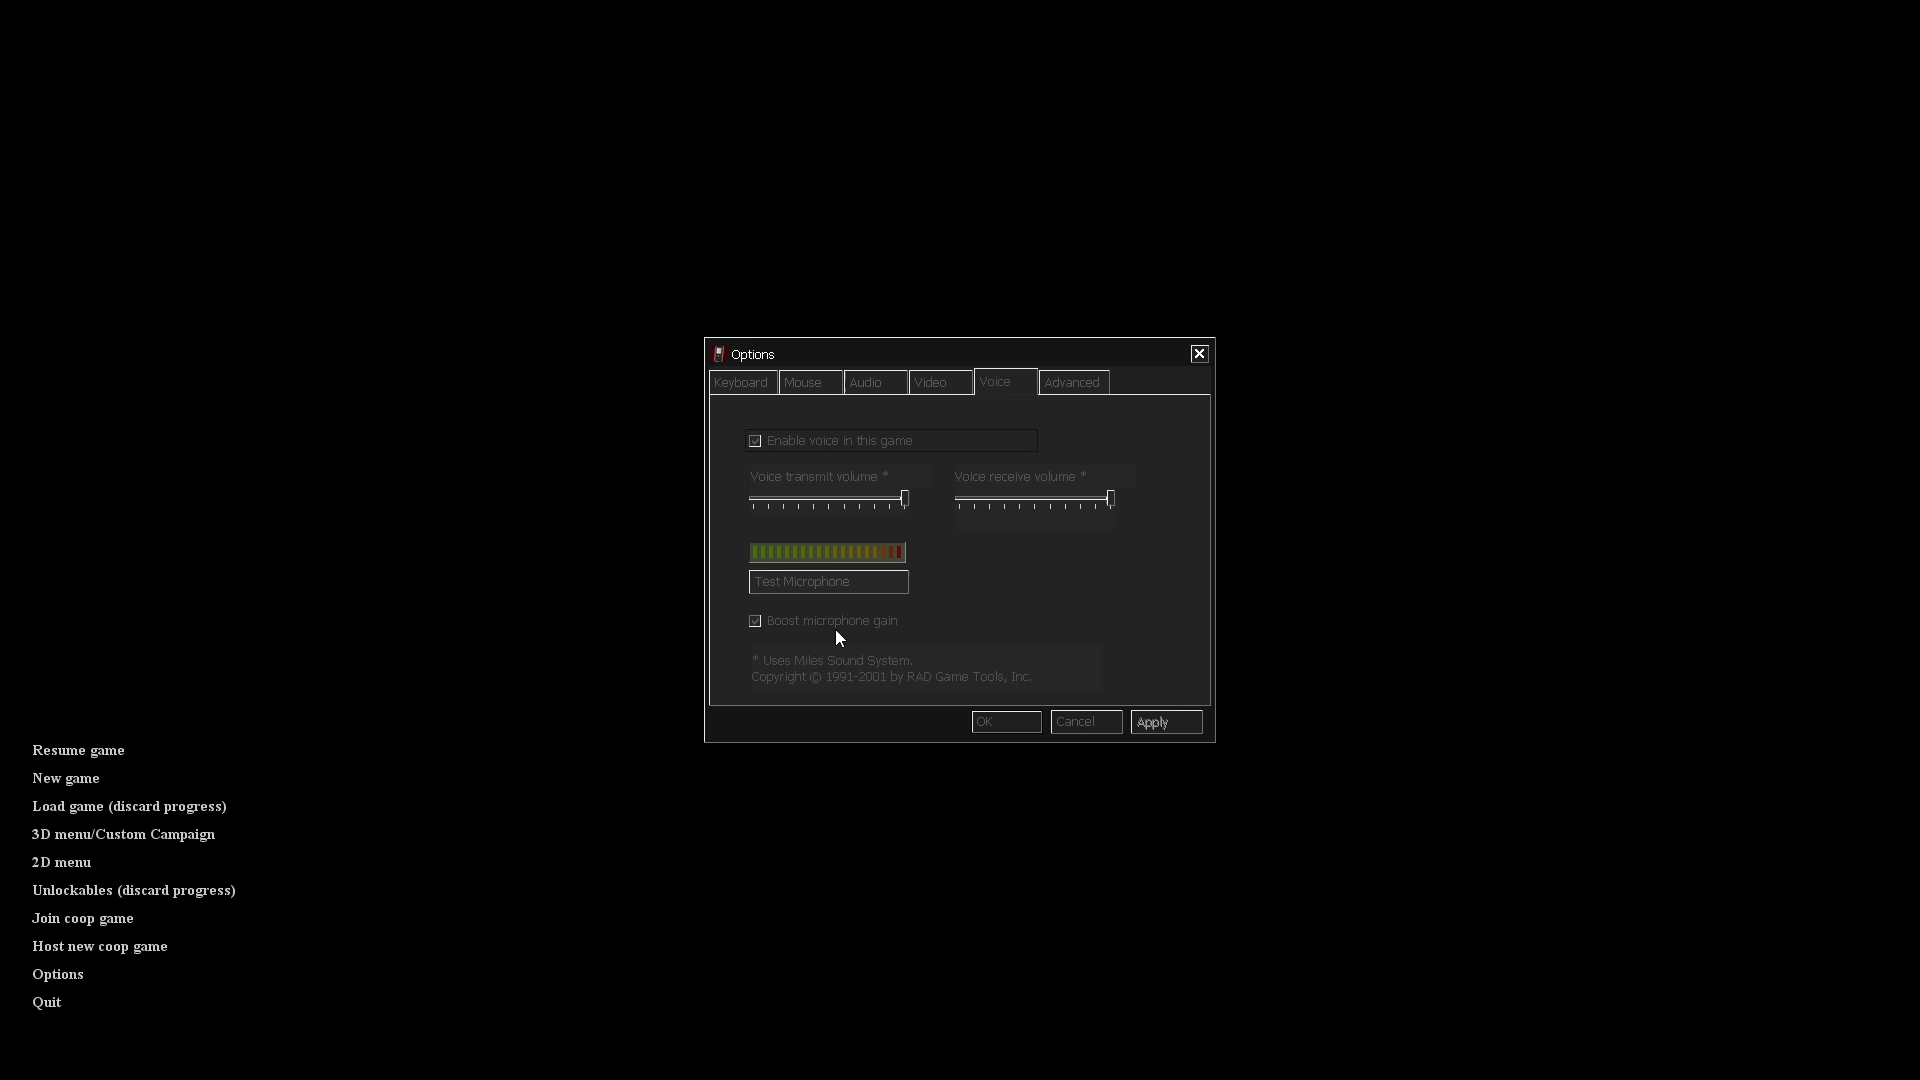 Options
Keyboard Mouse Audio Video Voice Advanced
Enable voice in this game
Voice transmit volume * Voice receive volume *
Test Microphone
Boost microphone gain
* Uses Miles Sound System.
Copyright © 1991-2001 by RAD Game Tools, Inc.
OK Cancel Apply
Resume game
New game
Load game (discard progress)
3D menu/Custom Campaign
2D menu
Unlockables (discard progress)
Join coop game
Host new coop game
Options
Quit